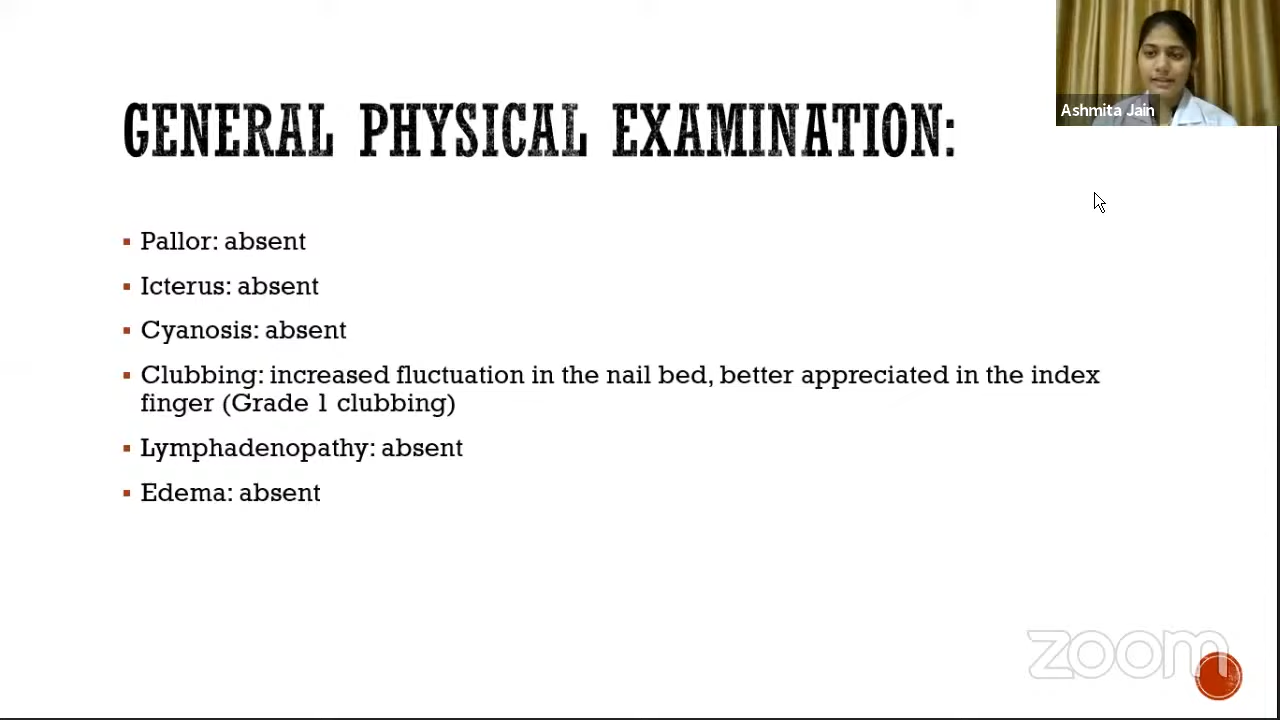 Ashmita Jain
GENERAL PHYSICAL EXAMINATION:
▪ Pallor: absent
▪ Icterus: absent
▪ Cyanosis: absent
▪ Clubbing: increased fluctuation in the nail bed, better appreciated in the index
finger (Grade 1 clubbing)
▪ Lymphadenopathy: absent
▪ Edema: absent
zoom